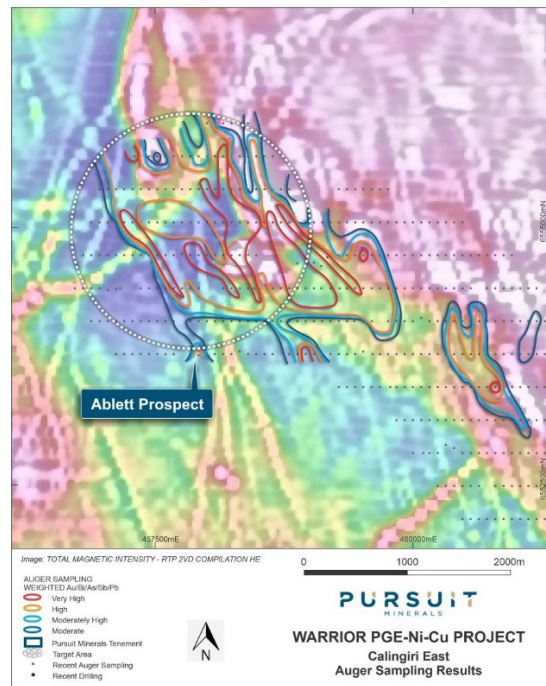 6555000mN
Ablett Prospect
6552500mN
457500mE
460000mE
Image: TOTAL MAGNETIC INTENSITY - RTP 2VD COMPILATION HE
0 1000 2000m
AUGER SAMPLING
WEIGHTED Au/Bi/As/Sb/Pb
Very High
High
Moderately High
Moderate
Pursuit Minerals Tenement
Target Area
Recent Auger Sampling
Recent Drilling
N
PURSUIT
MINERALS
WARRIOR PGE-Ni-Cu PROJECT
Calingiri East
Auger Sampling Results